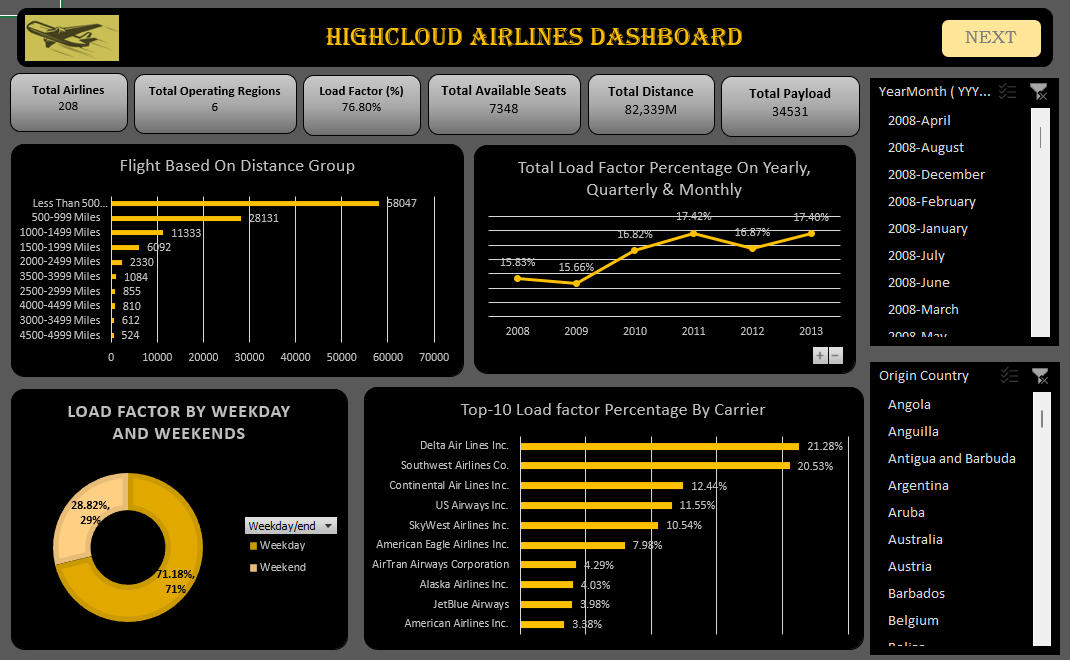 HIGHCLOUD AIRLINES DASHBOARD
NEXT
Total Airlines
208
Total Operating Regions
6
Load Factor (%)
76.80%
Total Available Seats
7348
Total Distance
82,339M
Total Payload
34531
Flight Based On Distance Group
Less Than 500... 58047
500-999 Miles 28131
1000-1499 Miles 11333
1500-1999 Miles 6092
2000-2499 Miles 2330
3500-3999 Miles 1084
2500-2999 Miles 855
4000-4499 Miles 810
3000-3499 Miles 612
4500-4999 Miles 524
0 10000 20000 30000 40000 50000 60000 70000
Total Load Factor Percentage On Yearly,
Quarterly & Monthly
15.83% 15.66% 16.82% 17.42% 16.87% 17.40%
2008 2009 2010 2011 2012 2013
+ −
YearMonth ( YYY...
2008-April
2008-August
2008-December
2008-February
2008-January
2008-July
2008-June
2008-March
2008-May
LOAD FACTOR BY WEEKDAY
AND WEEKENDS
28.82%,
29%
71.18%,
71%
Weekday/end
Weekday
Weekend
Top-10 Load factor Percentage By Carrier
Delta Air Lines Inc. 21.28%
Southwest Airlines Co. 20.53%
Continental Air Lines Inc. 12.44%
US Airways Inc. 11.55%
SkyWest Airlines Inc. 10.54%
American Eagle Airlines Inc. 7.98%
AirTran Airways Corporation 4.29%
Alaska Airlines Inc. 4.03%
JetBlue Airways 3.98%
American Airlines Inc. 3.38%
Origin Country
Angola
Anguilla
Antigua and Barbuda
Argentina
Aruba
Australia
Austria
Barbados
Belgium
Belize